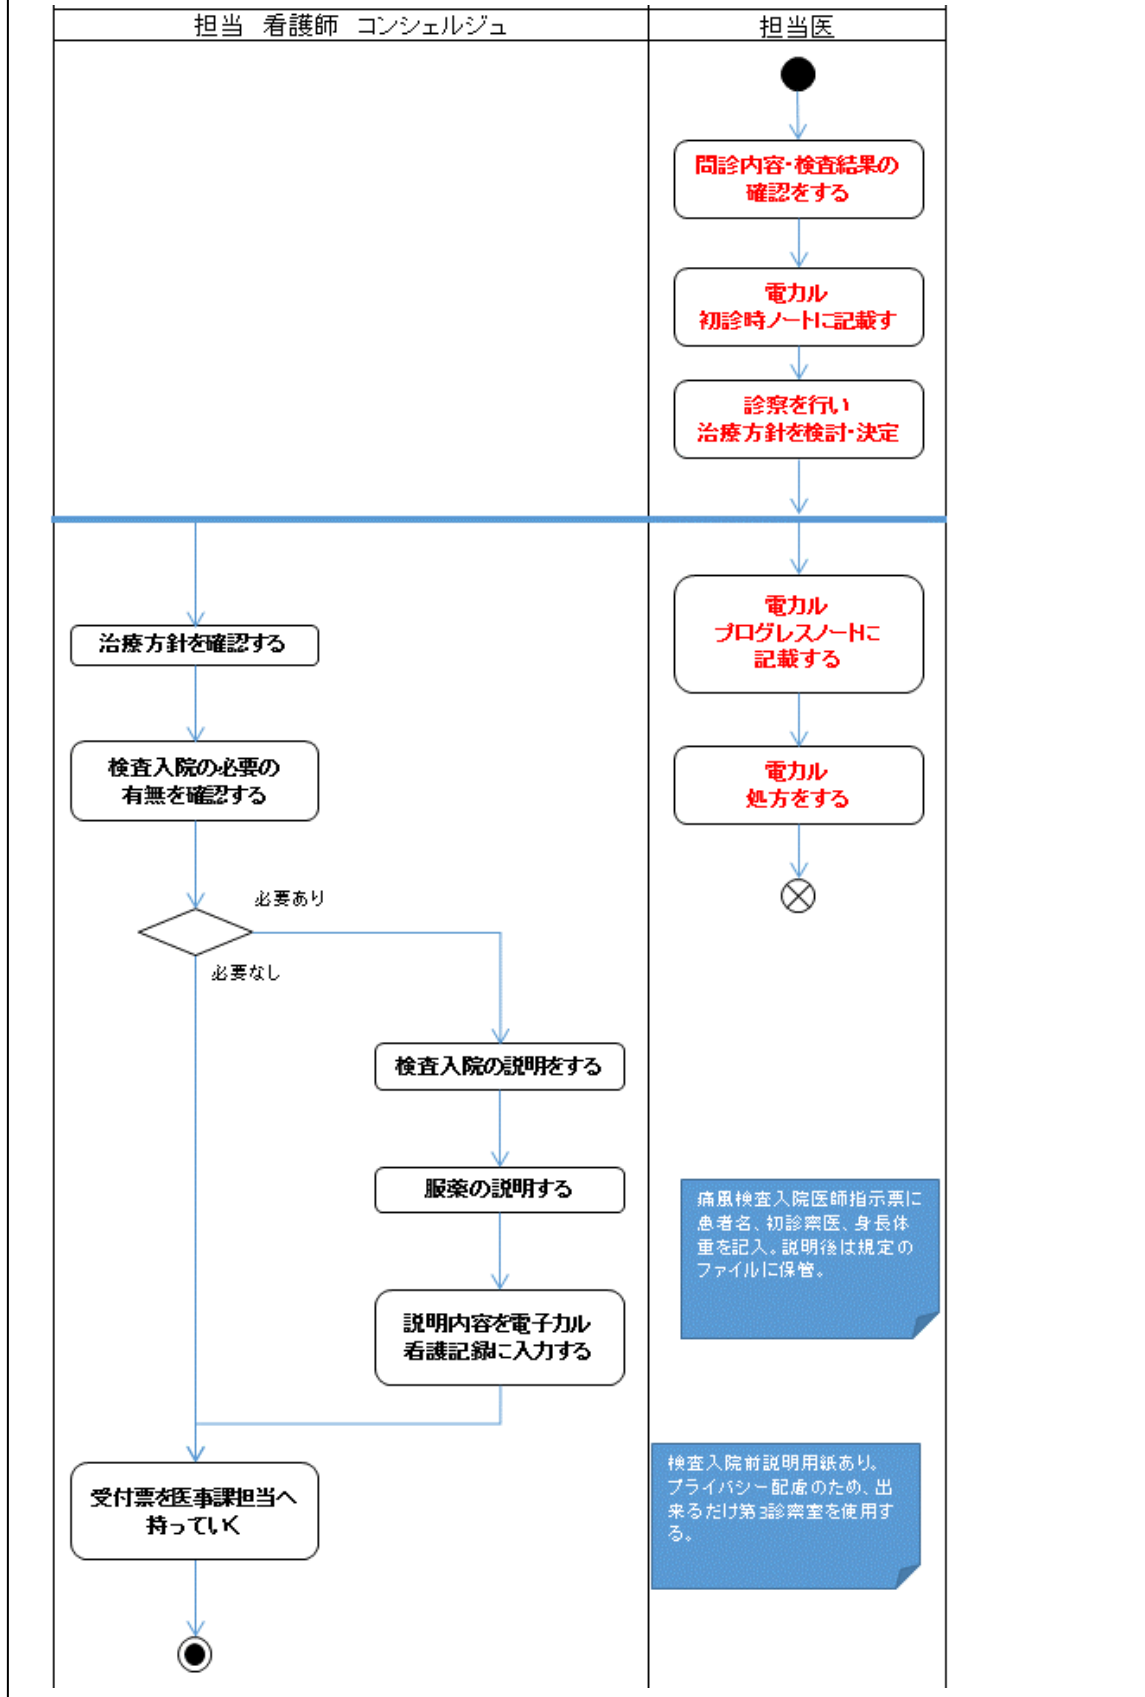 担当　看護師　コンシェルジュ
担当医
問診内容・検査結果の
確認をする
電カル
初診時ノートに記載す
診察を行い
治療方針を検討・決定
電カル
プログレスノートに
記載する
治療方針を確認する
検査入院の必要の
有無を確認する
電カル
処方をする
必要あり
必要なし
検査入院の説明をする
服薬の説明する
説明内容を電子カル
看護記録に入力する
痛風検査入院医師指示票に
患者名、初診察医、身長体
重を記入。説明後は規定の
ファイルに保管。
受付票を医事課担当へ
持っていく
検査入院前説明用紙あり。
プライバシー配慮のため、出
来るだけ第3診察室を使用す
る。